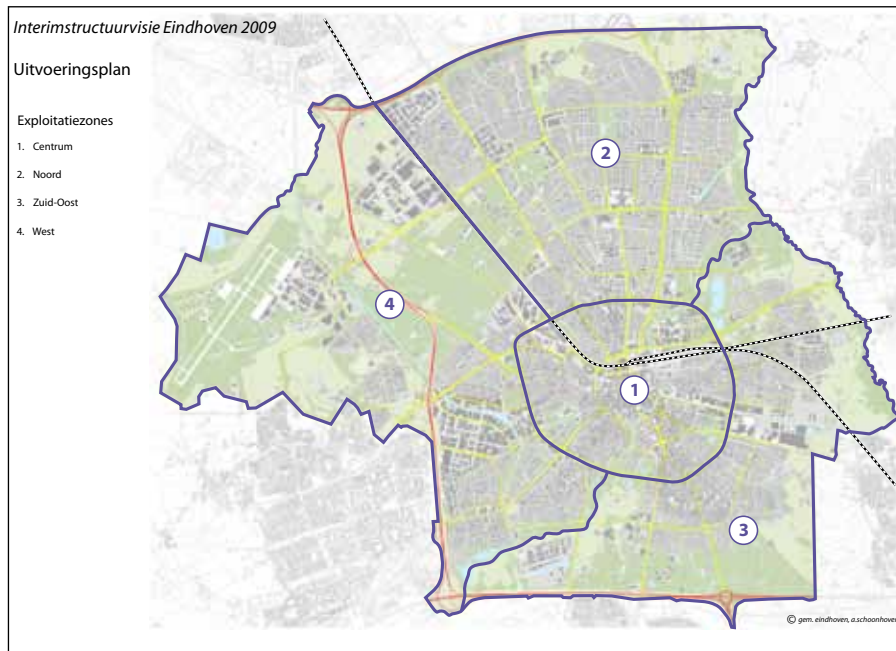 Interimstructuurvisie Eindhoven 2009
Uitvoeringsplan
Exploitatiezones
1. Centrum
2. Noord
3. Zuid-Oost
4. West
2
4
1
3
© gem. eindhoven, a.schoonhoven